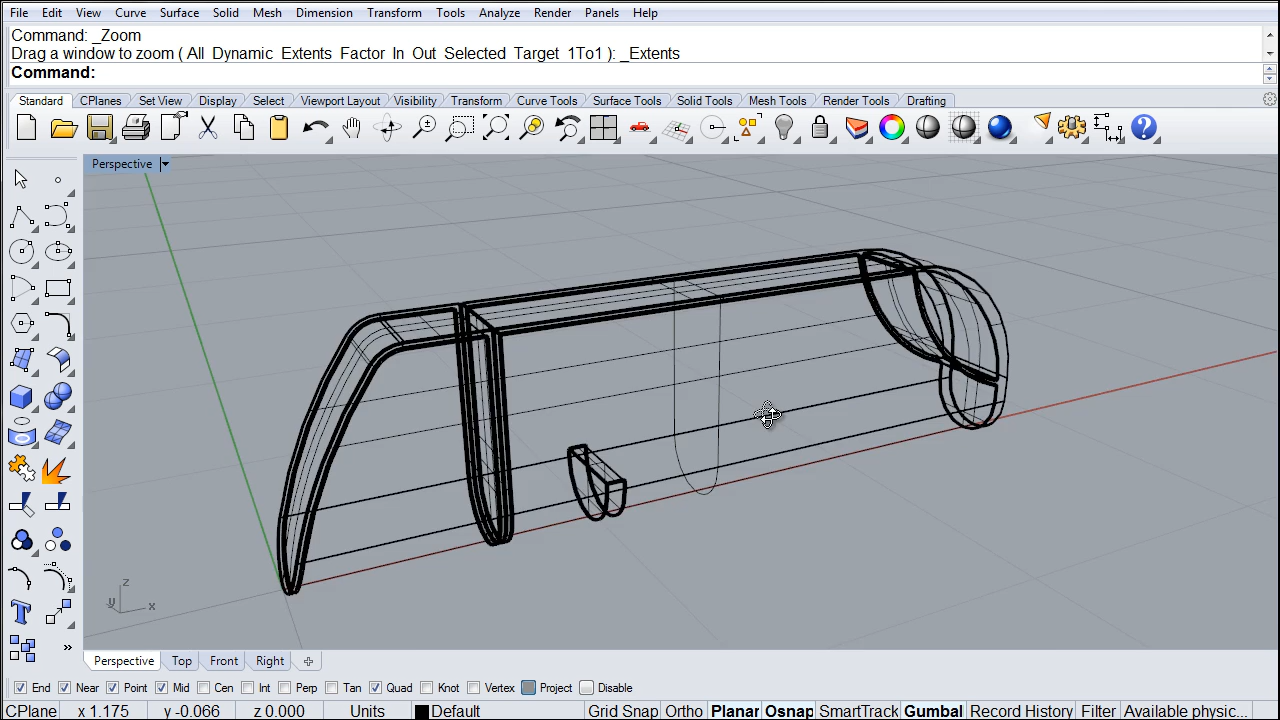 File Edit View Curve Surface Solid Mesh Dimension Transform Tools Analyze Render Panels Help
Command: _Zoom
Drag a window to zoom ( All Dynamic Extents Factor In Out Selected Target 1To1 ): _Extents
Command:
Standard CPlanes Set View Display Select Viewport Layout Visibility Transform Curve Tools Surface Tools Solid Tools Mesh Tools Render Tools Drafting
Perspective
z
y x
Perspective Top Front Right
End Near Point Mid Cen Int Perp Tan Quad Knot Vertex Project Disable
CPlane x 1.175 y -0.066 z 0.000 Units Default Grid Snap Ortho Planar Osnap SmartTrack Gumball Record History Filter Available physic...